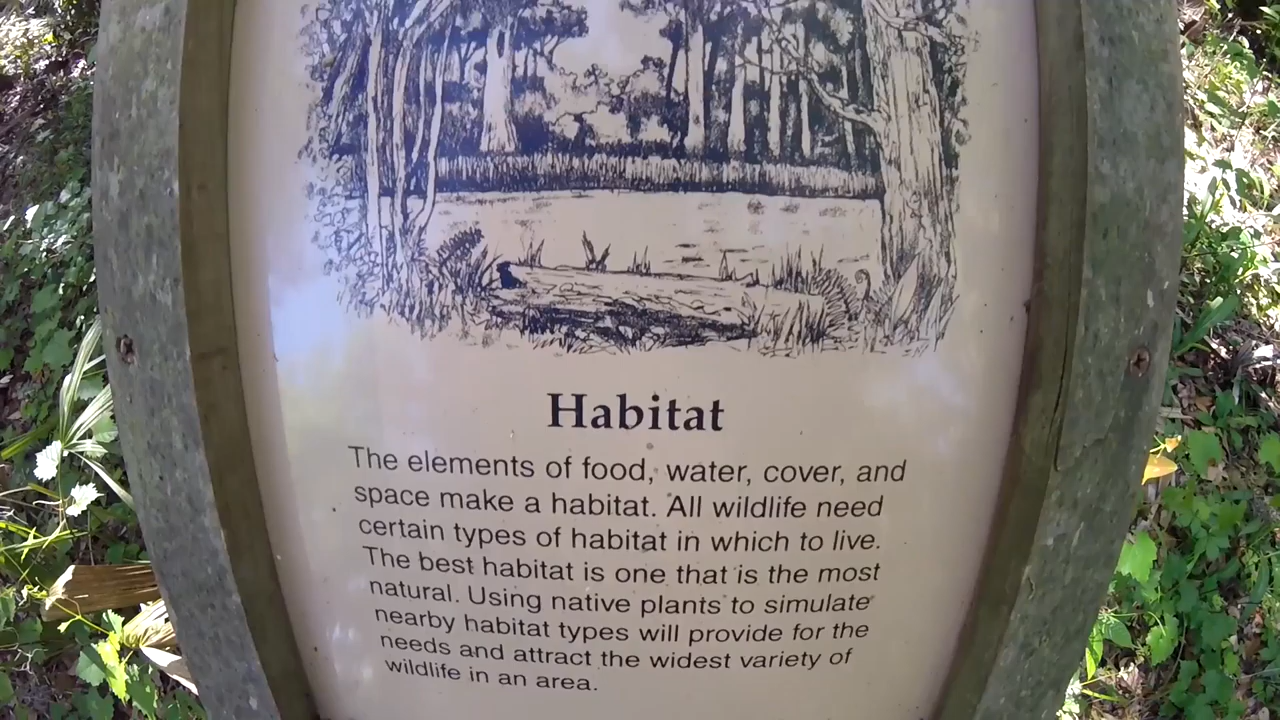 Habitat
The elements of food, water, cover, and
space make a habitat. All wildlife need
certain types of habitat in which to live.
The best habitat is one that is the most
natural. Using native plants to simulate
nearby habitat types will provide for the
needs and attract the widest variety of
wildlife in an area.